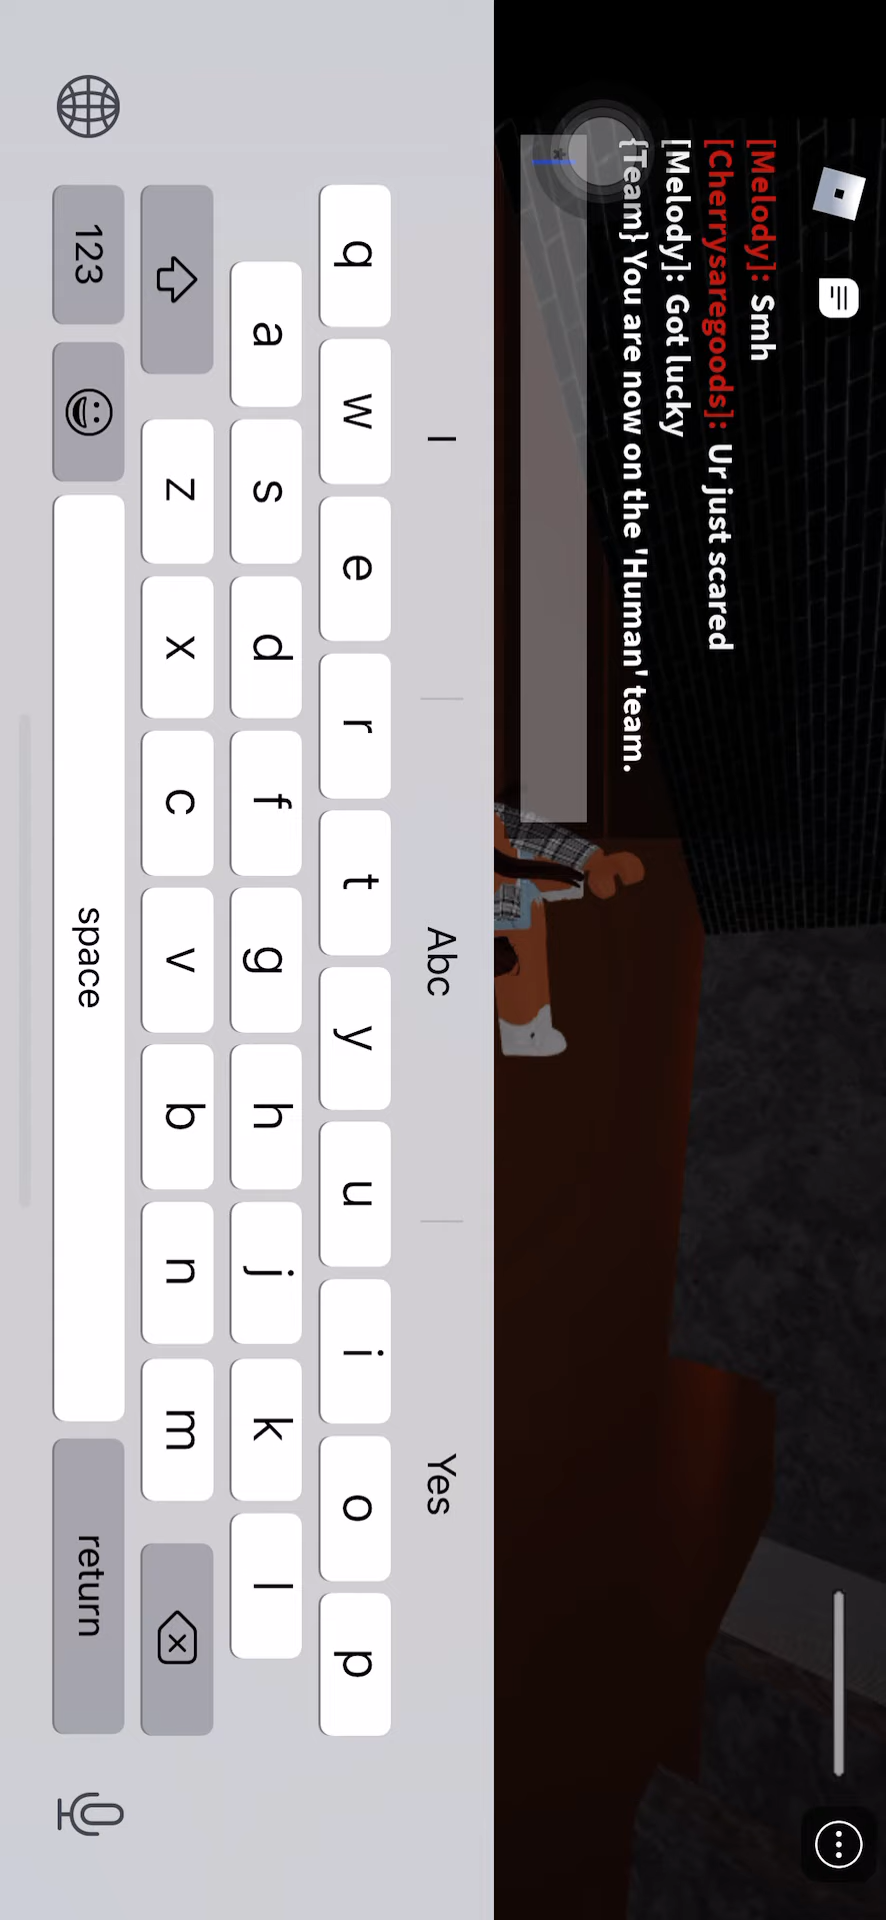 [Melody]: Smh
[Cherrysaregoods]: Ur just scared
[Melody]: Got lucky
{Team} You are now on the 'Human' team.
*
I Abc Yes
q w e r t y u i o p
a s d f g h j k l
z x c v b n m
123 space return